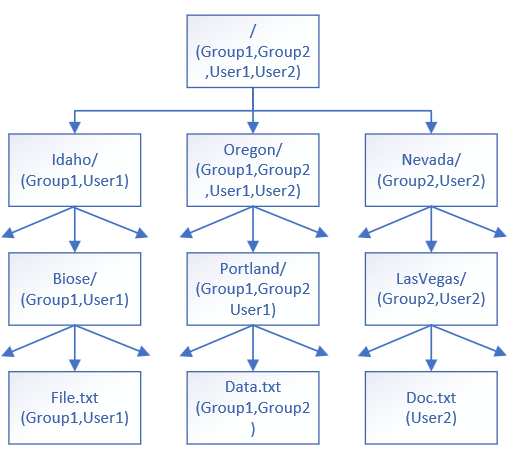 /
(Group1,Group2
,User1,User2)
Idaho/
(Group1,User1)
Oregon/
(Group1,Group2
,User1,User2)
Nevada/
(Group2,User2)
Biose/
(Group1,User1)
Portland/
(Group1,Group2
User1)
LasVegas/
(Group2,User2)
File.txt
(Group1,User1)
Data.txt
(Group1,Group2
)
Doc.txt
(User2)